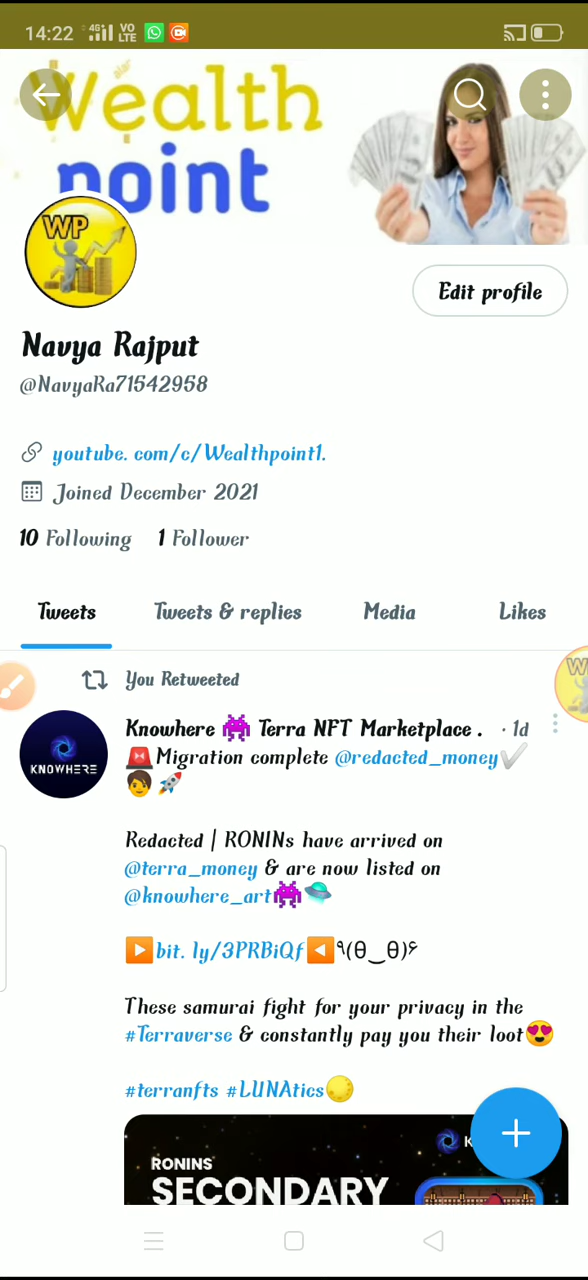 14:22 4G VO LTE
Wealth
point
WP
Edit profile
Navya Rajput
@NavyaRa71542958
youtube. com/c/Wealthpoint1.
Joined December 2021
10 Following 1 Follower
Tweets Tweets & replies Media Likes
You Retweeted
W
Knowhere 👾 Terra NFT Marketplace . · 1d
KNOWHERE
🚨Migration complete @redacted_money✔️
🧑🚀
Redacted | RONINs have arrived on
@terra_money & are now listed on
@knowhere_art👾🛸
▶️bit. ly/3PRBiQf◀️٩(θ‿θ)۶
These samurai fight for your privacy in the
#Terraverse & constantly pay you their loot😍
#terranfts #LUNAtics🌕
K
RONINS
SECONDARY